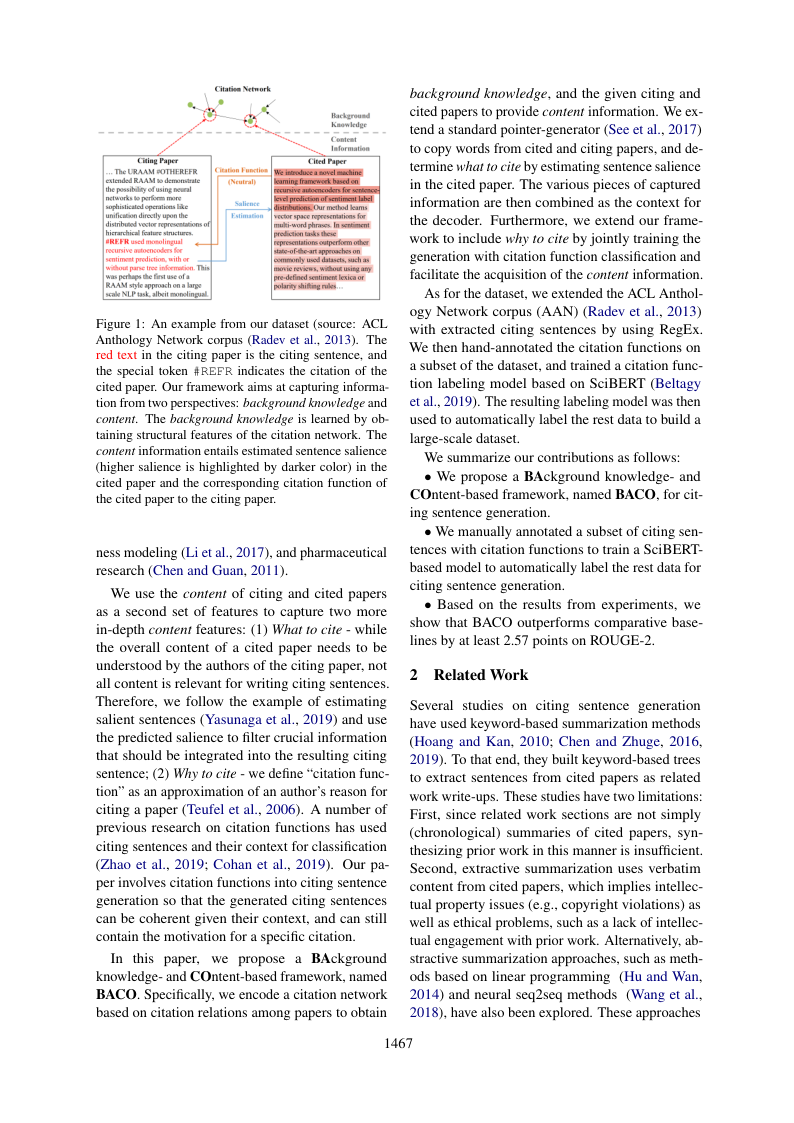 Citation Network
Background
Knowledge
Content
Information
Citing Paper
… The URAAM #OTHEREFR
extended RAAM to demonstrate
the possibility of using neural
networks to perform more
sophisticated operations like
unification directly upon the
distributed vector representations of
hierarchical feature structures.
#REFR used monolingual
recursive autoencoders for
sentiment prediction, with or
without parse tree information. This
was perhaps the first use of a
RAAM style approach on a large
scale NLP task, albeit monolingual.
Citation Function
(Neutral)
Salience
Estimation
Cited Paper
We introduce a novel machine
learning framework based on
recursive autoencoders for sentence-
level prediction of sentiment label
distributions. Our method learns
vector space representations for
multi-word phrases. In sentiment
prediction tasks these
representations outperform other
state-of-the-art approaches on
commonly used datasets, such as
movie reviews, without using any
pre-defined sentiment lexica or
polarity shifting rules…
Figure 1: An example from our dataset (source: ACL
Anthology Network corpus (Radev et al., 2013). The
red text in the citing paper is the citing sentence, and
the special token #REFR indicates the citation of the
cited paper. Our framework aims at capturing informa-
tion from two perspectives: background knowledge and
content. The background knowledge is learned by ob-
taining structural features of the citation network. The
content information entails estimated sentence salience
(higher salience is highlighted by darker color) in the
cited paper and the corresponding citation function of
the cited paper to the citing paper.
ness modeling (Li et al., 2017), and pharmaceutical
research (Chen and Guan, 2011).
We use the content of citing and cited papers
as a second set of features to capture two more
in-depth content features: (1) What to cite - while
the overall content of a cited paper needs to be
understood by the authors of the citing paper, not
all content is relevant for writing citing sentences.
Therefore, we follow the example of estimating
salient sentences (Yasunaga et al., 2019) and use
the predicted salience to filter crucial information
that should be integrated into the resulting citing
sentence; (2) Why to cite - we define “citation func-
tion” as an approximation of an author’s reason for
citing a paper (Teufel et al., 2006). A number of
previous research on citation functions has used
citing sentences and their context for classification
(Zhao et al., 2019; Cohan et al., 2019). Our pa-
per involves citation functions into citing sentence
generation so that the generated citing sentences
can be coherent given their context, and can still
contain the motivation for a specific citation.
In this paper, we propose a BAckground
knowledge- and COntent-based framework, named
BACO. Specifically, we encode a citation network
based on citation relations among papers to obtain
background knowledge, and the given citing and
cited papers to provide content information. We ex-
tend a standard pointer-generator (See et al., 2017)
to copy words from cited and citing papers, and de-
termine what to cite by estimating sentence salience
in the cited paper. The various pieces of captured
information are then combined as the context for
the decoder. Furthermore, we extend our frame-
work to include why to cite by jointly training the
generation with citation function classification and
facilitate the acquisition of the content information.
As for the dataset, we extended the ACL Anthol-
ogy Network corpus (AAN) (Radev et al., 2013)
with extracted citing sentences by using RegEx.
We then hand-annotated the citation functions on
a subset of the dataset, and trained a citation func-
tion labeling model based on SciBERT (Beltagy
et al., 2019). The resulting labeling model was then
used to automatically label the rest data to build a
large-scale dataset.
We summarize our contributions as follows:
• We propose a BAckground knowledge- and
COntent-based framework, named BACO, for cit-
ing sentence generation.
• We manually annotated a subset of citing sen-
tences with citation functions to train a SciBERT-
based model to automatically label the rest data for
citing sentence generation.
• Based on the results from experiments, we
show that BACO outperforms comparative base-
lines by at least 2.57 points on ROUGE-2.
2 Related Work
Several studies on citing sentence generation
have used keyword-based summarization methods
(Hoang and Kan, 2010; Chen and Zhuge, 2016,
2019). To that end, they built keyword-based trees
to extract sentences from cited papers as related
work write-ups. These studies have two limitations:
First, since related work sections are not simply
(chronological) summaries of cited papers, syn-
thesizing prior work in this manner is insufficient.
Second, extractive summarization uses verbatim
content from cited papers, which implies intellec-
tual property issues (e.g., copyright violations) as
well as ethical problems, such as a lack of intellec-
tual engagement with prior work. Alternatively, ab-
stractive summarization approaches, such as meth-
ods based on linear programming (Hu and Wan,
2014) and neural seq2seq methods (Wang et al.,
2018), have also been explored. These approaches
1467